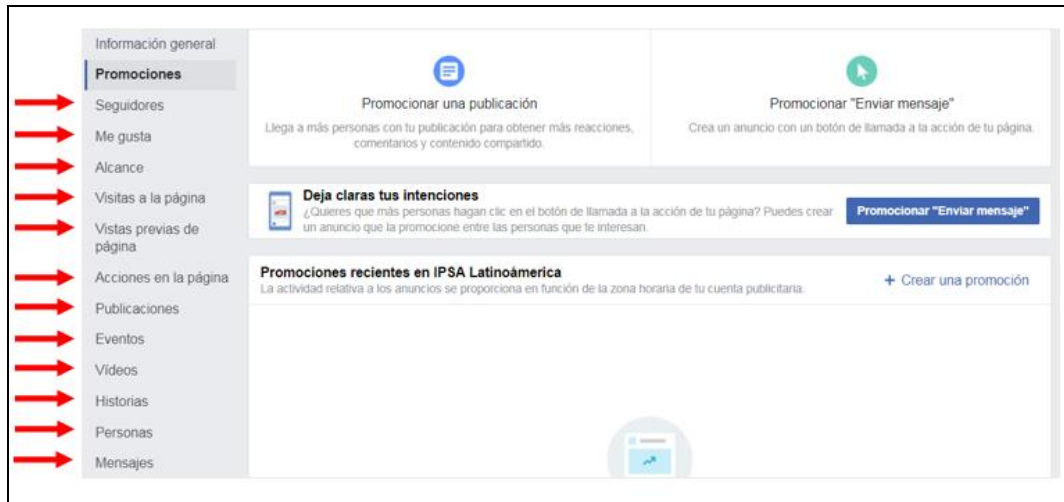 Información general
Promociones
Seguidores
Me gusta
Alcance
Visitas a la página
Vistas previas de
página
Acciones en la página
Publicaciones
Eventos
Vídeos
Historias
Personas
Mensajes
Promocionar una publicación
Llega a más personas con tu publicación para obtener más reacciones,
comentarios y contenido compartido.
Promocionar "Enviar mensaje"
Crea un anuncio con un botón de llamada a la acción de tu página.
Deja claras tus intenciones
¿Quieres que más personas hagan clic en el botón de llamada a la acción de tu página? Puedes crear
un anuncio que la promocione entre las personas que te interesan.
Promocionar "Enviar mensaje"
Promociones recientes en IPSA Latinoámerica
La actividad relativa a los anuncios se proporciona en función de la zona horaria de tu cuenta publicitaria.
+ Crear una promoción